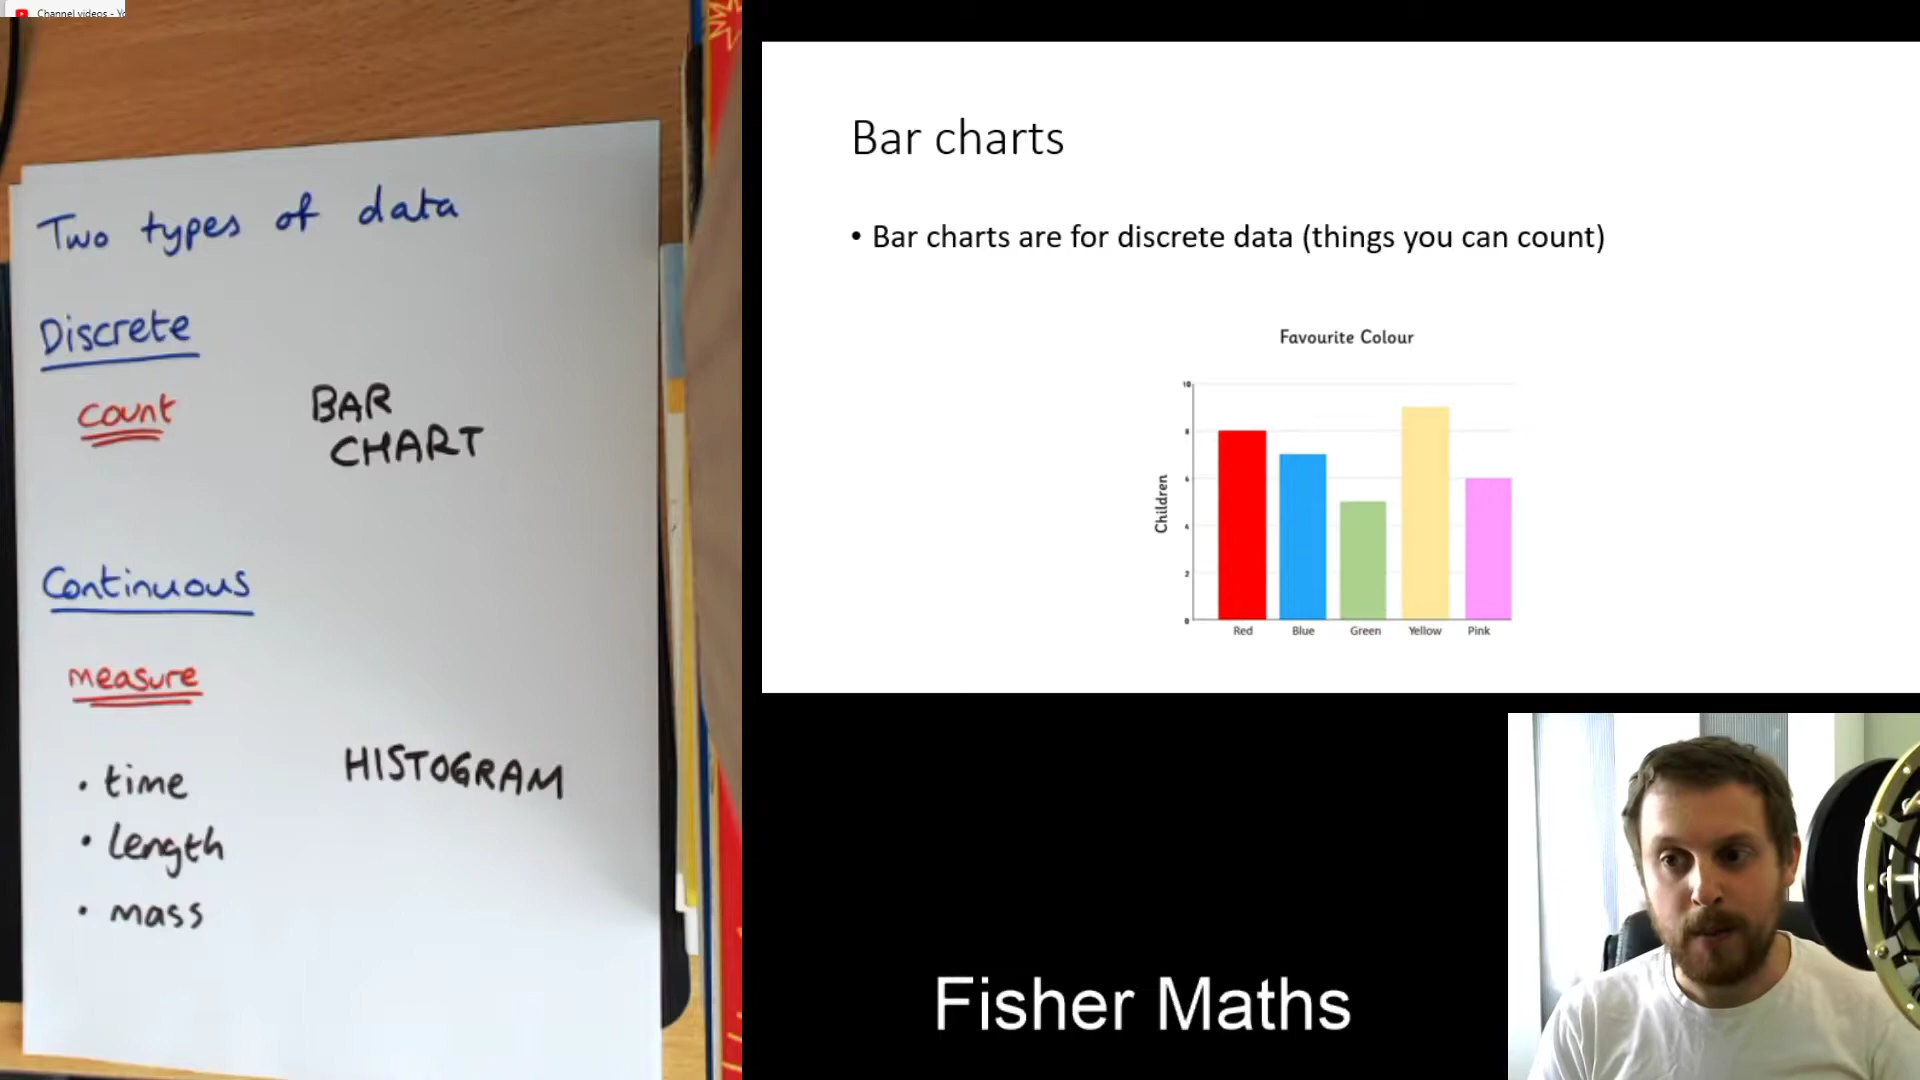 Channel videos - Yo
Two types of data
Discrete
count
BAR
CHART
Continuous
measure
HISTOGRAM
• time
• length
• mass
Bar charts
• Bar charts are for discrete data (things you can count)
Favourite Colour
Children
10
8
6
4
2
0
Red Blue Green Yellow Pink
Fisher Maths